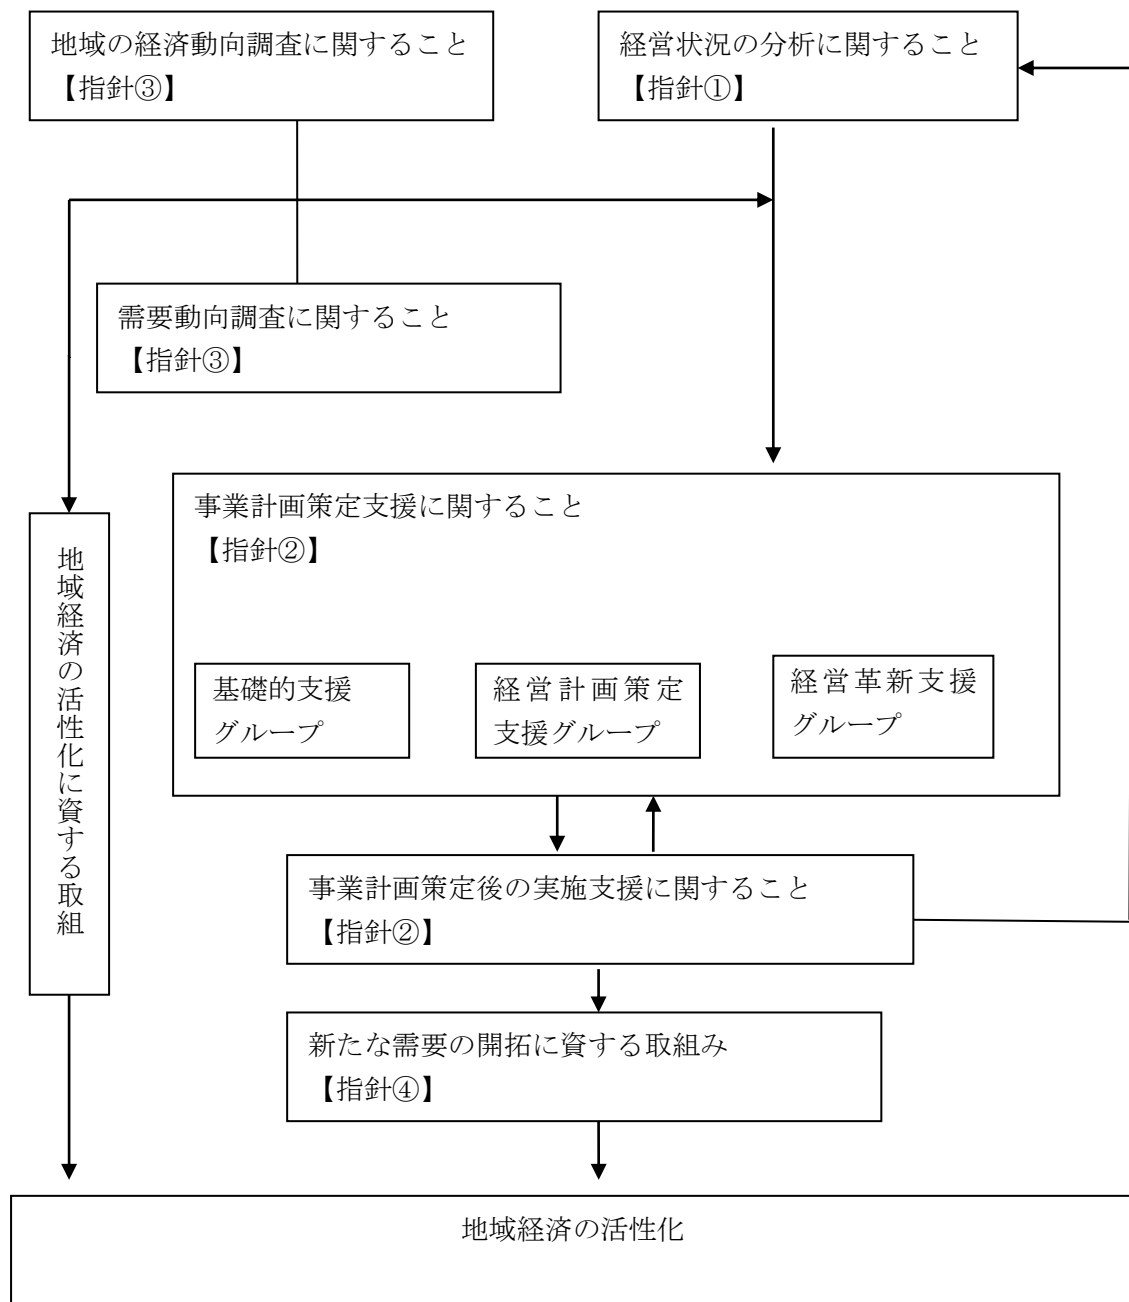 地域の経済動向調査に関すること
【指針③】
経営状況の分析に関すること
【指針①】
需要動向調査に関すること
【指針③】
事業計画策定支援に関すること
【指針②】
基礎的支援
グループ
経営計画策定
支援グループ
経営革新支援
グループ
地域経済の活性化に資する取組
事業計画策定後の実施支援に関すること
【指針②】
新たな需要の開拓に資する取組み
【指針④】
地域経済の活性化